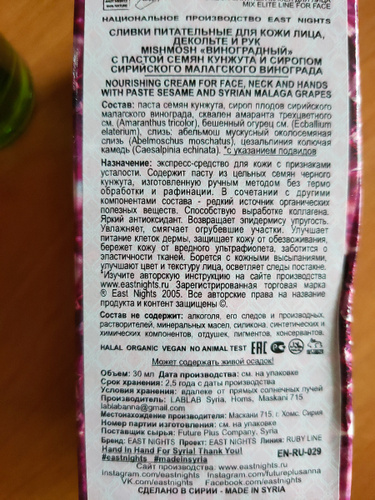 MIX ELITE LINE FOR FACE
НАЦИОНАЛЬНОЕ ПРОИЗВОДСТВО EAST NIGHTS
СЛИВКИ ПИТАТЕЛЬНЫЕ ДЛЯ КОЖИ ЛИЦА,
ДЕКОЛЬТЕ И РУК
MISHMOSH «ВИНОГРАДНЫЙ»
С ПАСТОЙ СЕМЯН КУНЖУТА И СИРОПОМ
СИРИЙСКОГО МАЛАГСКОГО ВИНОГРАДА
NOURISHING CREAM FOR FACE, NECK AND HANDS
WITH PASTE SESAME AND SYRIAN MALAGA GRAPES
Состав: паста семян кунжута, сироп плодов сирийского
малагского винограда, сквален амаранта трехцветного
см. (Amaranthus tricolor), бешеный огурец см. (Ecballium
elaterium), слизь: абельмош мускусный околосемянная
слизь (Abelmoschus moschatus), цезальпиния колючая
камедь (Caesalpinia echinata). *с указанием подвидов
Назначение: экспресс-средство для кожи с признаками
усталости. Содержит пасту из цельных семян черного
кунжута, изготовленную ручным методом без термо
обработки и рафинации. В сочетании с другими
компонентами состава - редкий источник органических
полезных веществ. Способствую выработке коллагена.
Яркий антиоксидант. Возвращает эпидермису упругость.
Увлажняет, смягчает огрубевшие участки. Улучшает
питание клеток дермы, защищает кожу от обезвоживания,
бережет кожу от вредного ультрафиолета, заботится о
эластичности тканей. Борется с кожными высыпаниями,
улучшают цвет и текстуру лица, осветляет следы постакне.
*Изучите авторскую инструкцию на сайте производства
www.eastnights.ru Зарегистрированная торговая марка
® East Nights 2005. Все авторские права на название
продукта и контент защищены ©.
Состав не содержит: алкоголя, его следов и производных,
растворителей, минеральных масел, силикона, синтетических и
химических компонентов, отдушек, пигментов, консервантов.
HALAL ORGANIC VEGAN NO ANIMAL TEST EAC
Может содержать живой осадок!
Объем: 30 мл Дата производства: см. на упаковке
Срок хранения: 2,5 года с даты производства
Условия хранения: вдалеке от прямых солнечных лучей
Производитель: LABLAB Syria, Homs, Maskani 715
lablabanna@gmail.com
Местонахождение производителя: Маскани 715, г. Хомс, Сирия
Номер партии изготовления: см. на упаковке
Поставщик сырья: Future Plus Company, Syria
Бренд: EAST NIGHTS Проект: EAST NIGHTS Линия: RUBY LINE
Hand In Hand For Syria! Thank You! EN-RU-029
#eastnights #madeinsyria
Сайт производства www.eastnights.ru
Instagram.com/eastnights Instagram.com/futureplusanna
VK.com/eastnights Facebook.com/eastnights
СДЕЛАНО В СИРИИ - MADE IN SYRIA